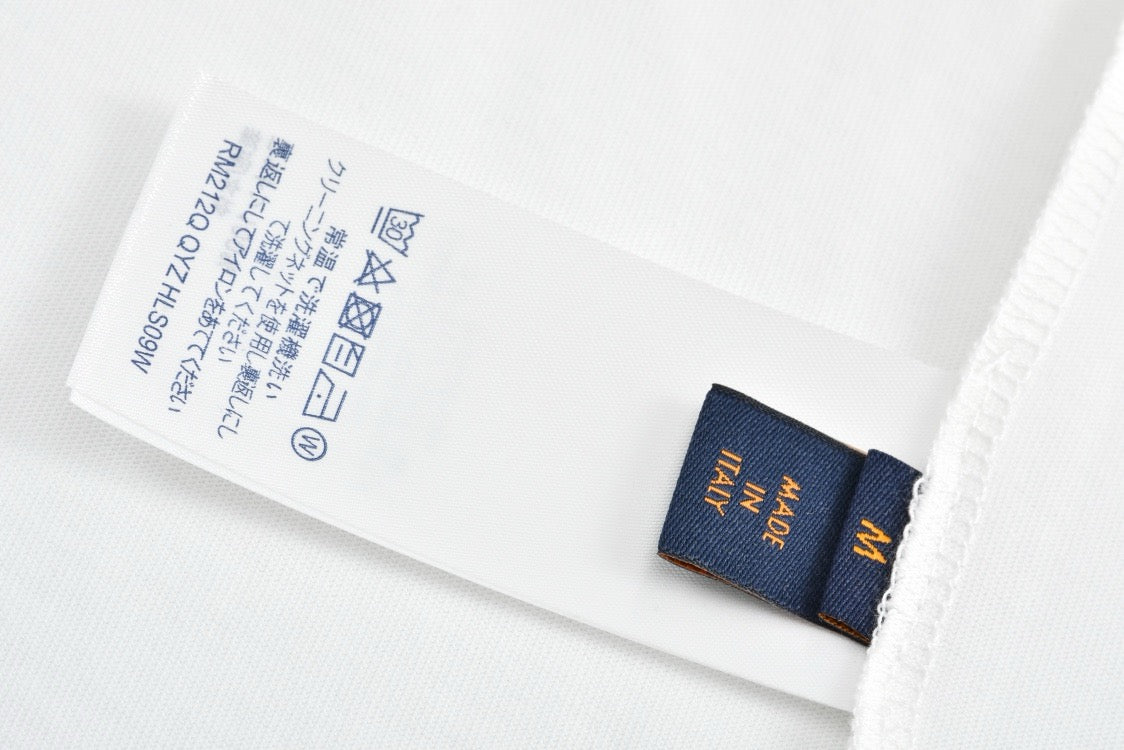 30
W
常温で洗濯機洗い
クリーニングネットを使用し裏返しにし
て洗濯してください
裏返しにしてアイロンをあててください
RM212Q QYZ HLS09W
MADE
IN
ITALY
M